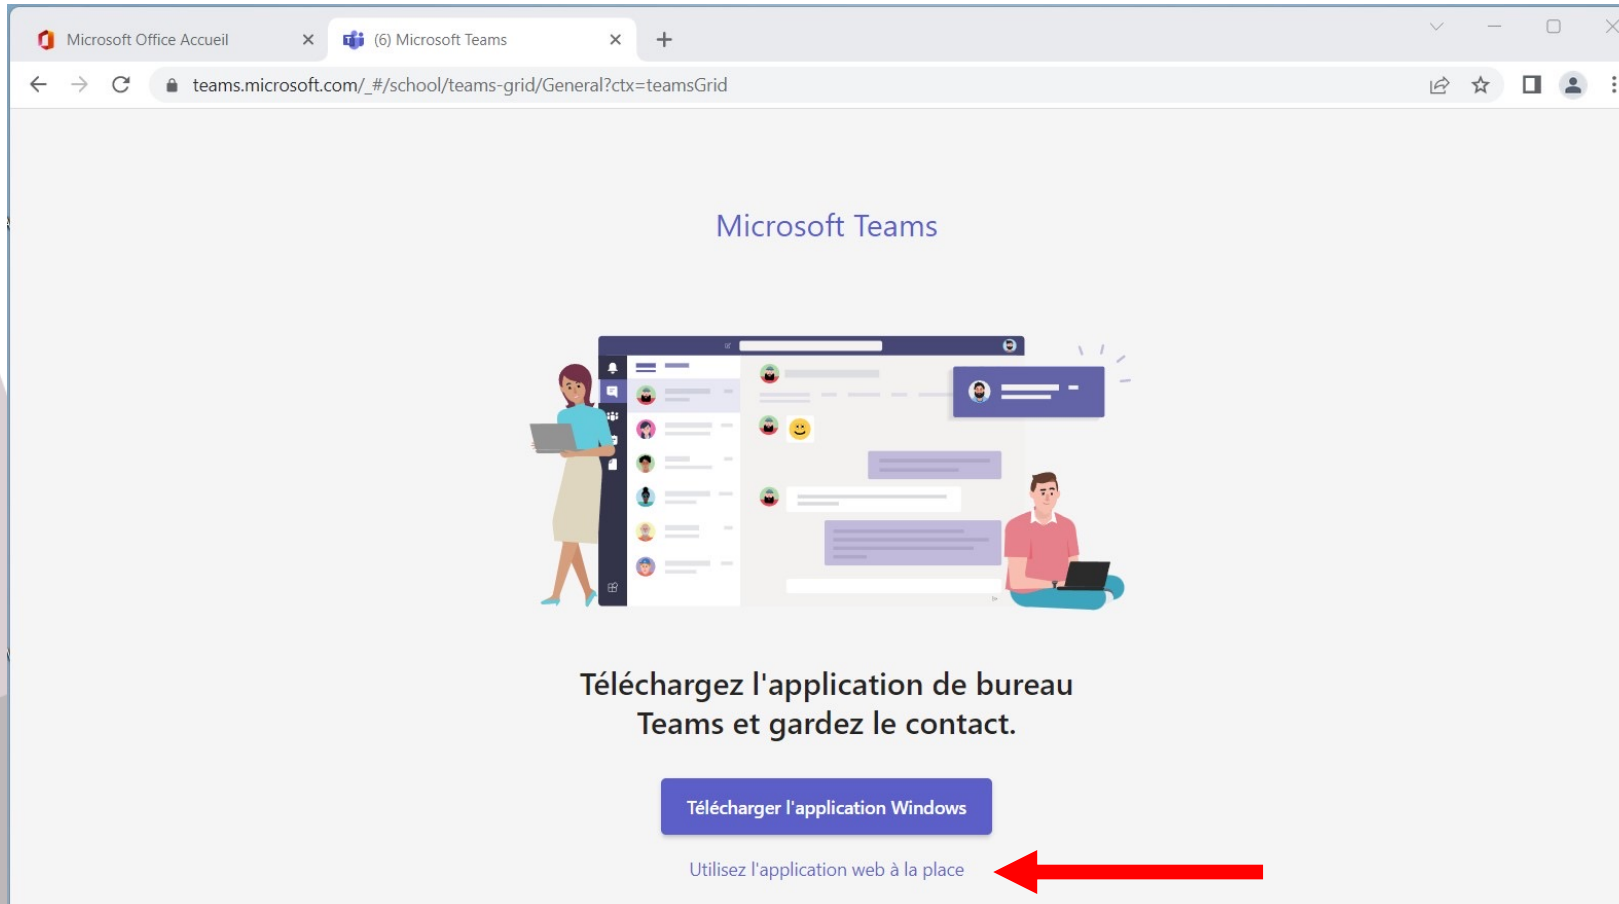 Microsoft Office Accueil
(6) Microsoft Teams
teams.microsoft.com/_#/school/teams-grid/General?ctx=teamsGrid
Microsoft Teams
Téléchargez l'application de bureau
Teams et gardez le contact.
Télécharger l'application Windows
Utilisez l'application web à la place